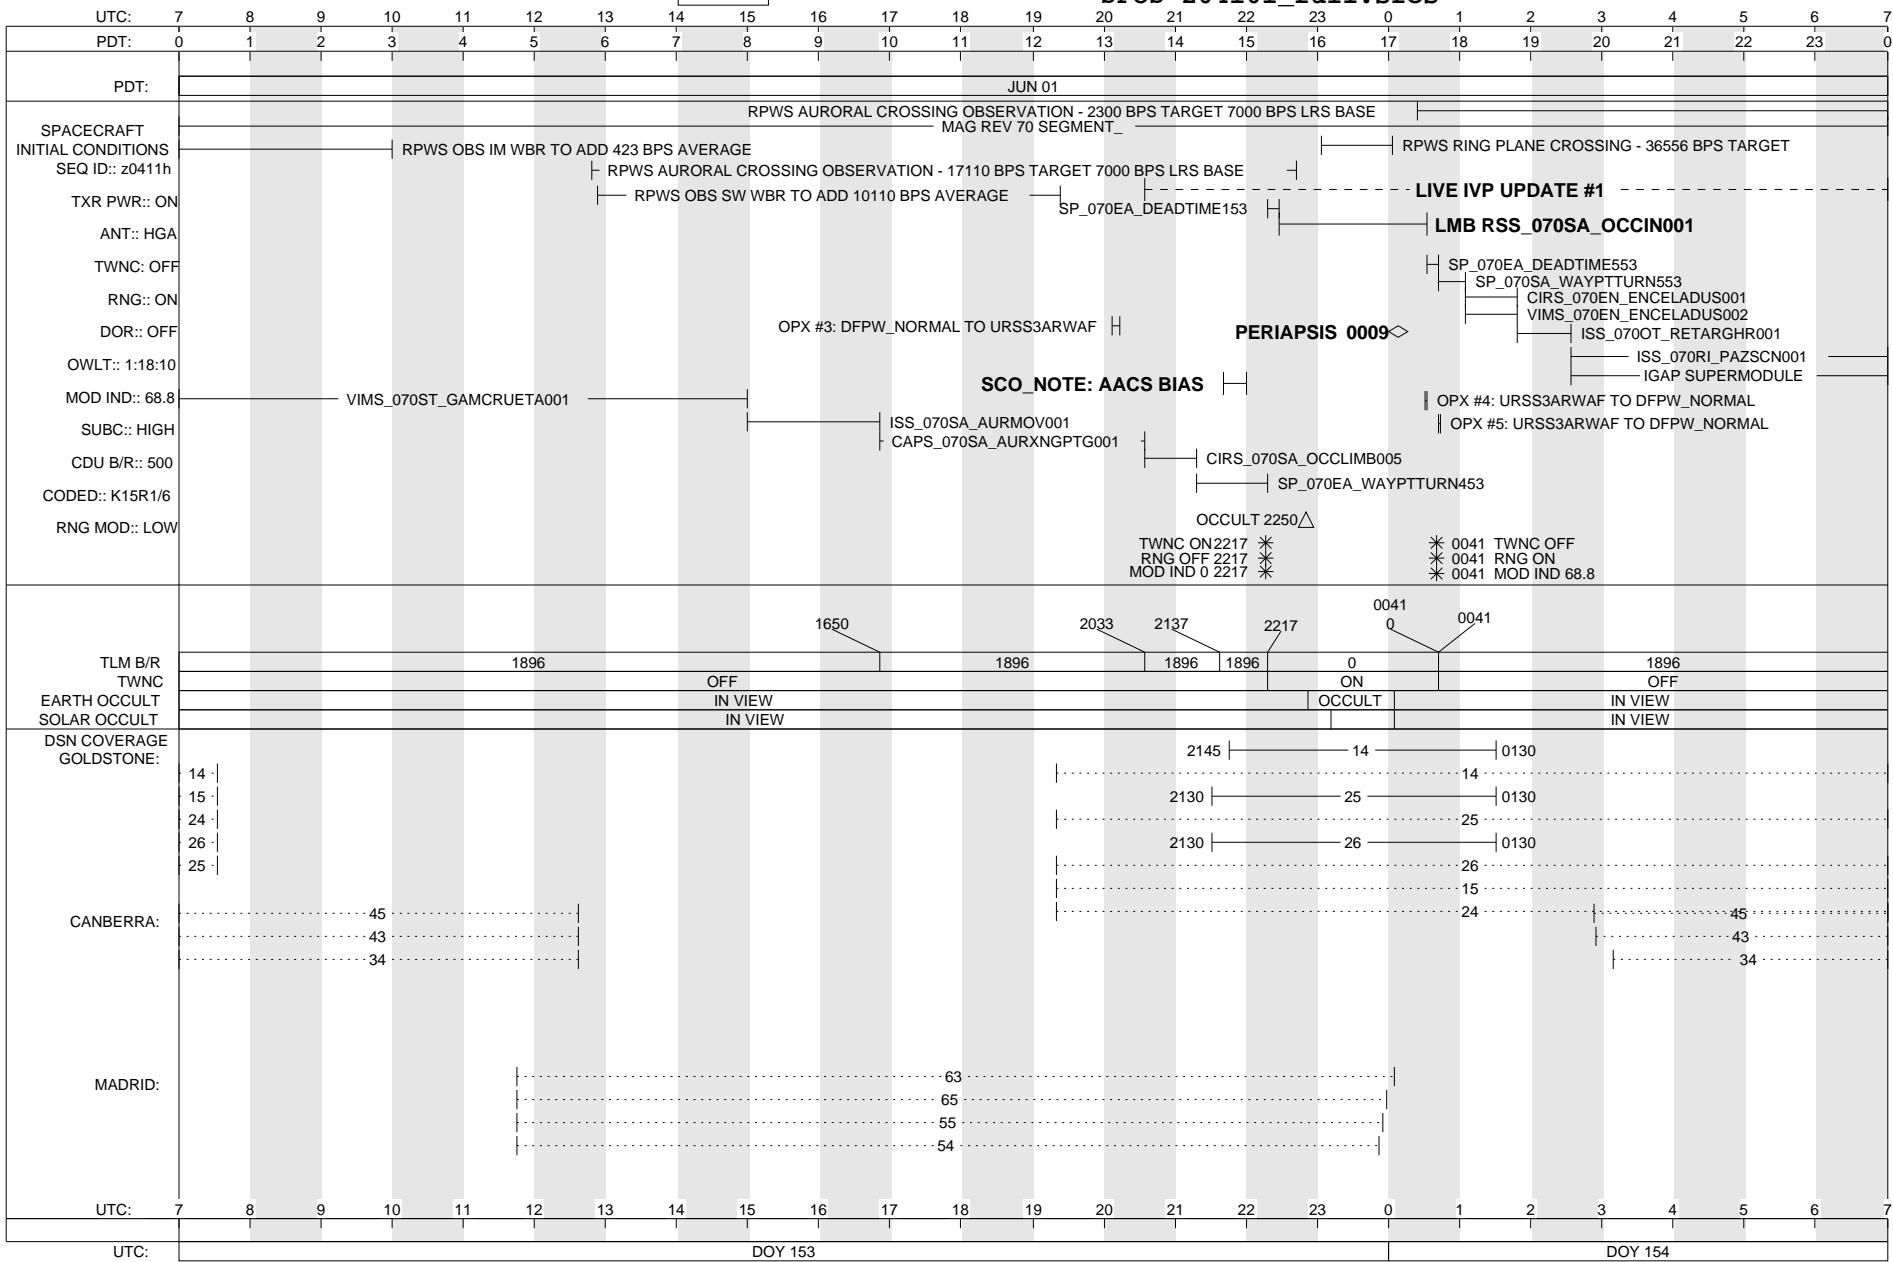 UTC: 7 8 9 10 11 12 13 14 15 16 17 18 19 20 21 22 23 0 1 2 3 4 5 6 7
PDT: 0 1 2 3 4 5 6 7 8 9 10 11 12 13 14 15 16 17 18 19 20 21 22 23 0
PDT: JUN 01
RPWS AURORAL CROSSING OBSERVATION - 2300 BPS TARGET 7000 BPS LRS BASE
SPACECRAFT
INITIAL CONDITIONS
MAG REV 70 SEGMENT_
RPWS OBS IM WBR TO ADD 423 BPS AVERAGE
RPWS RING PLANE CROSSING - 36556 BPS TARGET
SEQ ID:: z0411h
RPWS AURORAL CROSSING OBSERVATION - 17110 BPS TARGET 7000 BPS LRS BASE
LIVE IVP UPDATE #1
TXR PWR:: ON
RPWS OBS SW WBR TO ADD 10110 BPS AVERAGE
SP_070EA_DEADTIME153
ANT:: HGA
LMB RSS_070SA_OCCIN001
TWNC: OFF
SP_070EA_DEADTIME553
SP_070SA_WAYPTTURN553
RNG:: ON
CIRS_070EN_ENCELADUS001
VIMS_070EN_ENCELADUS002
DOR:: OFF
OPX #3: DFPW_NORMAL TO URSS3ARWAF
PERIAPSIS 0009
ISS_070OT_RETARGHR001
OWLT:: 1:18:10
ISS_070RI_PAZSCN001
IGAP SUPERMODULE
SCO_NOTE: AACS BIAS
MOD IND:: 68.8
VIMS_070ST_GAMCRUETA001
OPX #4: URSS3ARWAF TO DFPW_NORMAL
SUBC:: HIGH
ISS_070SA_AURMOV001
OPX #5: URSS3ARWAF TO DFPW_NORMAL
CAPS_070SA_AURXNGPTG001
CDU B/R:: 500
CIRS_070SA_OCCLIMB005
CODED:: K15R1/6
SP_070EA_WAYPTTURN453
RNG MOD:: LOW
OCCULT 2250
TWNC ON 2217 0041 TWNC OFF
RNG OFF 2217 0041 RNG ON
MOD IND 0 2217 0041 MOD IND 68.8
0041
1650 2033 2137 2217 0 0041
TLM B/R 1896 1896 1896 1896 0 1896
TWNC OFF ON OFF
EARTH OCCULT IN VIEW OCCULT IN VIEW
SOLAR OCCULT IN VIEW IN VIEW
DSN COVERAGE
GOLDSTONE:
2145 14 0130
14 14
15 2130 25 0130
24 25
26 2130 26 0130
25 26
15
CANBERRA:
45 24 45
43 43
34 34
MADRID:
63
65
55
54
UTC: 7 8 9 10 11 12 13 14 15 16 17 18 19 20 21 22 23 0 1 2 3 4 5 6 7
UTC: DOY 153 DOY 154